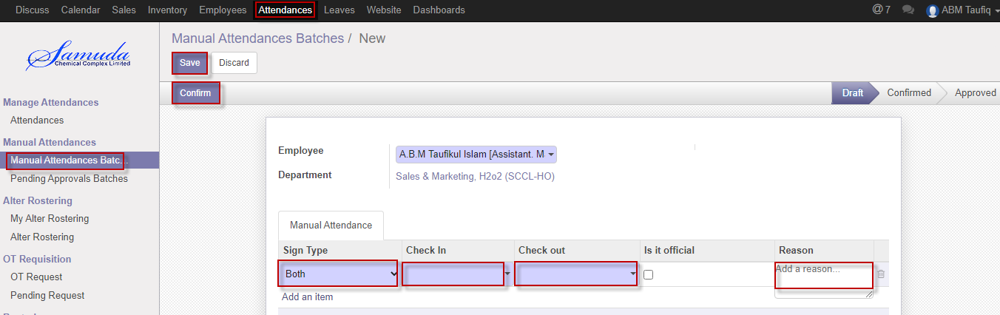 Discuss Calendar Sales Inventory Employees Attendances Leaves Website Dashboards @ 7 ABM Taufiq
Samuda
Chemical Complex Limited
Manage Attendances
Attendances
Manual Attendances
Manual Attendances Batc...
Pending Approvals Batches
Alter Rostering
My Alter Rostering
Alter Rostering
OT Requisition
OT Request
Pending Request
Manual Attendances Batches / New
Save Discard
Confirm Draft Confirmed Approved
Employee A.B.M Taufikul Islam [Assistant. M
Department Sales & Marketing, H2o2 (SCCL-HO)
Manual Attendance
Sign Type Check In Check out Is it official Reason
Both Add a reason...
Add an item